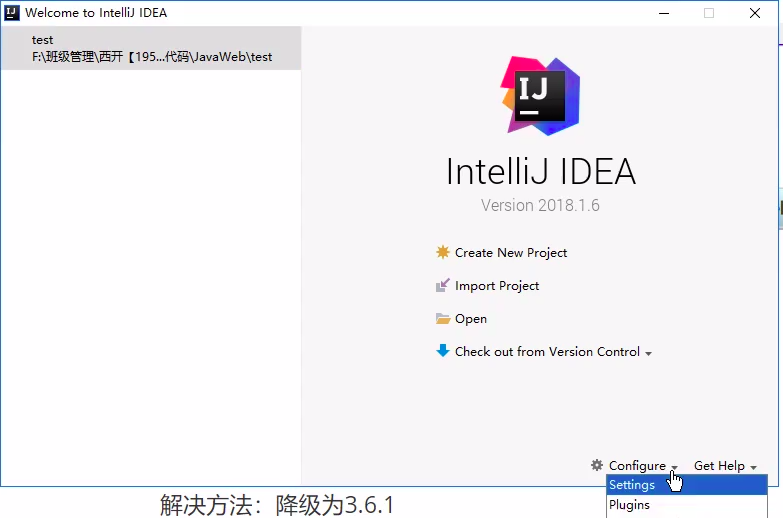 Welcome to IntelliJ IDEA
test
F:\班级管理\西开【195...代码\JavaWeb\test
IJ
IntelliJ IDEA
Version 2018.1.6
Create New Project
Import Project
Open
Check out from Version Control
Configure Get Help
Settings
Plugins
解决方法：降级为3.6.1